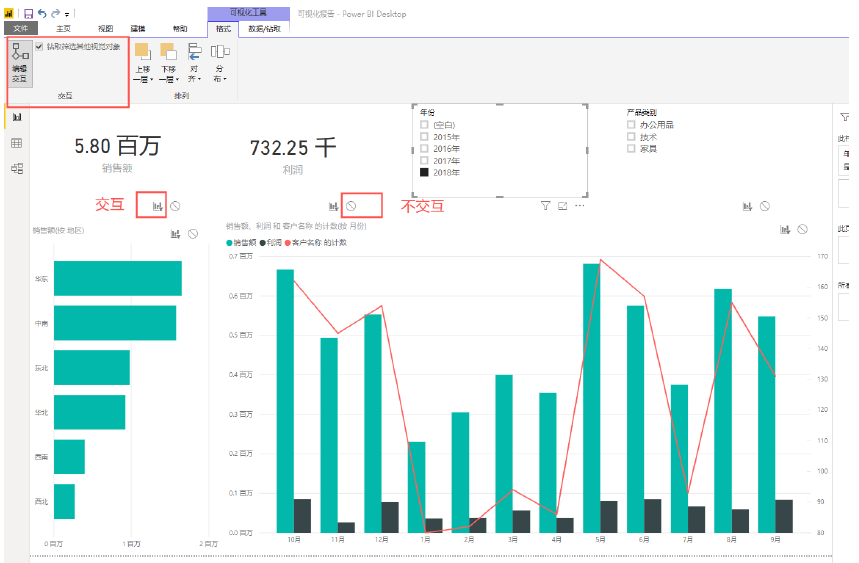 可视化工具
可视化报告 - Power BI Desktop
文件 主页 视图 建模 帮助 格式 数据/钻取
编辑交互
钻取筛选其他视觉对象
上移一层
下移一层
对齐
分布
交互
排列
5.80 百万
销售额
732.25 千
利润
年份
(空白)
2015年
2016年
2017年
2018年
产品类别
办公用品
技术
家具
交互
不交互
销售额(按 地区)
华东
中南
东北
华北
西南
西北
0 百万 1 百万 2 百万
销售额、利润 和 客户名称 的计数(按 月份)
销售额 利润 客户名称 的计数
0.7 百万
0.6 百万
0.5 百万
0.4 百万
0.3 百万
0.2 百万
0.1 百万
0.0 百万
170
160
150
140
130
120
110
100
90
80
10月 11月 12月 1月 2月 3月 4月 5月 6月 7月 8月 9月